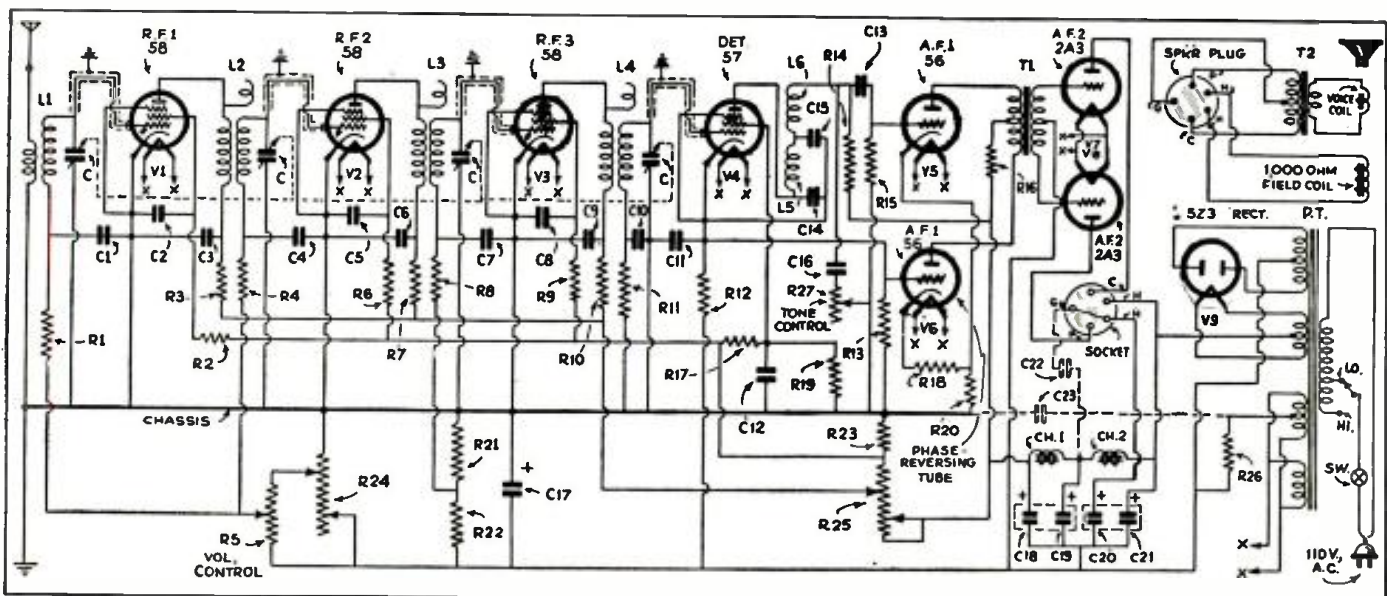 R.F.1
58
R.F.2
58
R.F.3
58
DET.
57
A.F.1
56
A.F.2
2A3
SPKR PLUG
T2
VOICE
COIL
1,000 OHM
FIELD COIL
L1
L2
L3
L4
L6
L5
C15
C14
R14
C13
T1
V1
V2
V3
V4
V5
V6
V7
V8
V9
C
C
C
C
X X
X X
X X
X X
X X
C1
C2
C3
C4
C5
C6
C7
C8
C9
C10
C11
R15
R16
A.F.1
56
A.F.2
2A3
5Z3 RECT.
P.T.
R1
R2
R3
R4
R6
R7
R8
R9
R10
R11
R12
C16
R27
TONE
CONTROL
R13
R17
R19
R18
R20
C12
SOCKET
C22
C23
CHASSIS
R5
VOL.
CONTROL
R24
R21
R22
C17
R23
R25
PHASE
REVERSING
TUBE
CH.1
CH.2
C18
C19
C20
C21
R26
LO.
HI.
SW.
110 V.,
A.C.
X
X